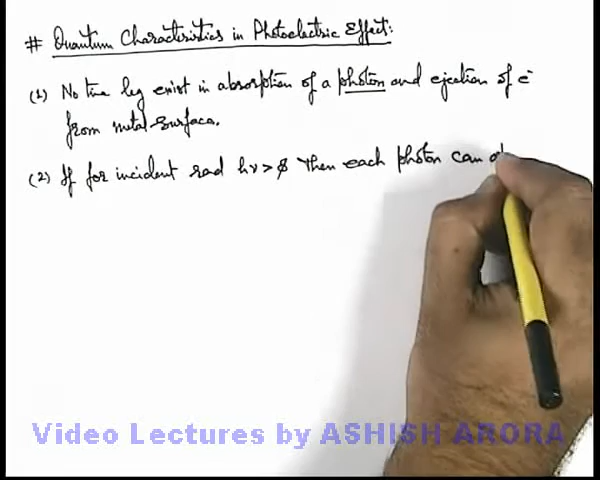 # Quantum Characteristics in Photoelectric Effect:
(1) No time leg exist in absorption of a photon and ejection of e⁻
from metal surface.
(2) If for incident rad hν > φ then each photon can
Video Lectures by ASHISH ARORA